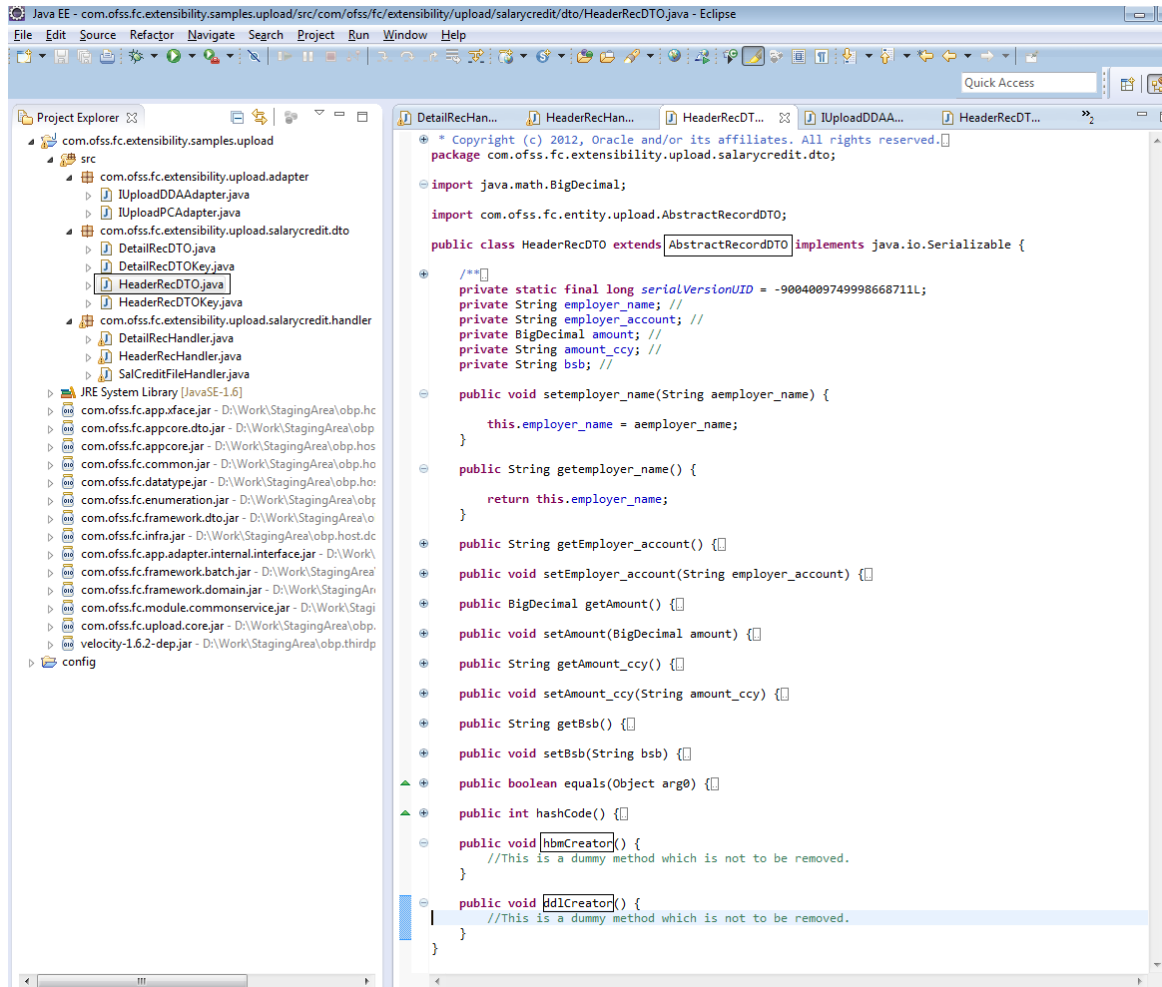 Java EE - com.ofss.fc.extensibility.samples.upload/src/com/ofss/fc/extensibility/upload/salarycredit/dto/HeaderRecDTO.java - Eclipse
File Edit Source Refactor Navigate Search Project Run Window Help
Quick Access
Project Explorer
com.ofss.fc.extensibility.samples.upload
src
com.ofss.fc.extensibility.upload.adapter
IUploadDDAAdapter.java
IUploadPCAdapter.java
com.ofss.fc.extensibility.upload.salarycredit.dto
DetailRecDTO.java
DetailRecDTOKey.java
HeaderRecDTO.java
HeaderRecDTOKey.java
com.ofss.fc.extensibility.upload.salarycredit.handler
DetailRecHandler.java
HeaderRecHandler.java
SalCreditFileHandler.java
JRE System Library [JavaSE-1.6]
com.ofss.fc.app.xface.jar - D:\Work\StagingArea\obp.hc
com.ofss.fc.appcore.dto.jar - D:\Work\StagingArea\obp
com.ofss.fc.appcore.jar - D:\Work\StagingArea\obp.hos
com.ofss.fc.common.jar - D:\Work\StagingArea\obp.ho
com.ofss.fc.datatype.jar - D:\Work\StagingArea\obp.hos
com.ofss.fc.enumeration.jar - D:\Work\StagingArea\obp
com.ofss.fc.framework.dto.jar - D:\Work\StagingArea\o
com.ofss.fc.infra.jar - D:\Work\StagingArea\obp.host.dc
com.ofss.fc.app.adapter.internal.interface.jar - D:\Work\
com.ofss.fc.framework.batch.jar - D:\Work\StagingArea\
com.ofss.fc.framework.domain.jar - D:\Work\StagingAre
com.ofss.fc.module.commonservice.jar - D:\Work\Stagi
com.ofss.fc.upload.core.jar - D:\Work\StagingArea\obp.
velocity-1.6.2-dep.jar - D:\Work\StagingArea\obp.thirdp
config
DetailRecHan... HeaderRecHan... HeaderRecDT... IUploadDDAA... HeaderRecDT... »2
* Copyright (c) 2012, Oracle and/or its affiliates. All rights reserved.
package com.ofss.fc.extensibility.upload.salarycredit.dto;
import java.math.BigDecimal;
import com.ofss.fc.entity.upload.AbstractRecordDTO;
public class HeaderRecDTO extends AbstractRecordDTO implements java.io.Serializable {
/**
private static final long serialVersionUID = -9004009749998668711L;
private String employer_name; //
private String employer_account; //
private BigDecimal amount; //
private String amount_ccy; //
private String bsb; //
public void setemployer_name(String aemployer_name) {
this.employer_name = aemployer_name;
}
public String getemployer_name() {
return this.employer_name;
}
public String getEmployer_account() {
public void setEmployer_account(String employer_account) {
public BigDecimal getAmount() {
public void setAmount(BigDecimal amount) {
public String getAmount_ccy() {
public void setAmount_ccy(String amount_ccy) {
public String getBsb() {
public void setBsb(String bsb) {
public boolean equals(Object arg0) {
public int hashCode() {
public void hbmCreator() {
//This is a dummy method which is not to be removed.
}
public void ddlCreator() {
//This is a dummy method which is not to be removed.
}
}